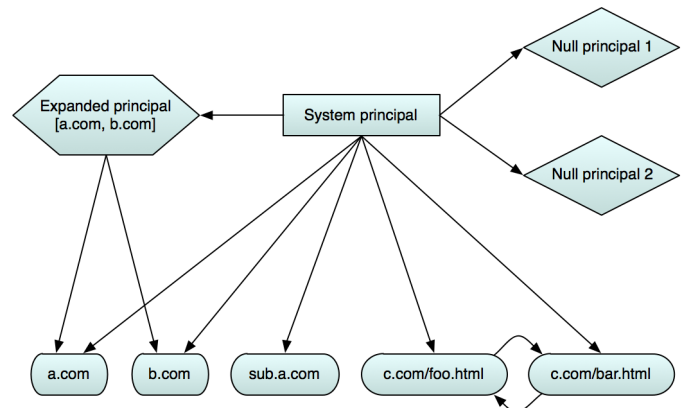 Null principal 1
Expanded principal
[a.com, b.com]
System principal
Null principal 2
a.com
b.com
sub.a.com
c.com/foo.html
c.com/bar.html